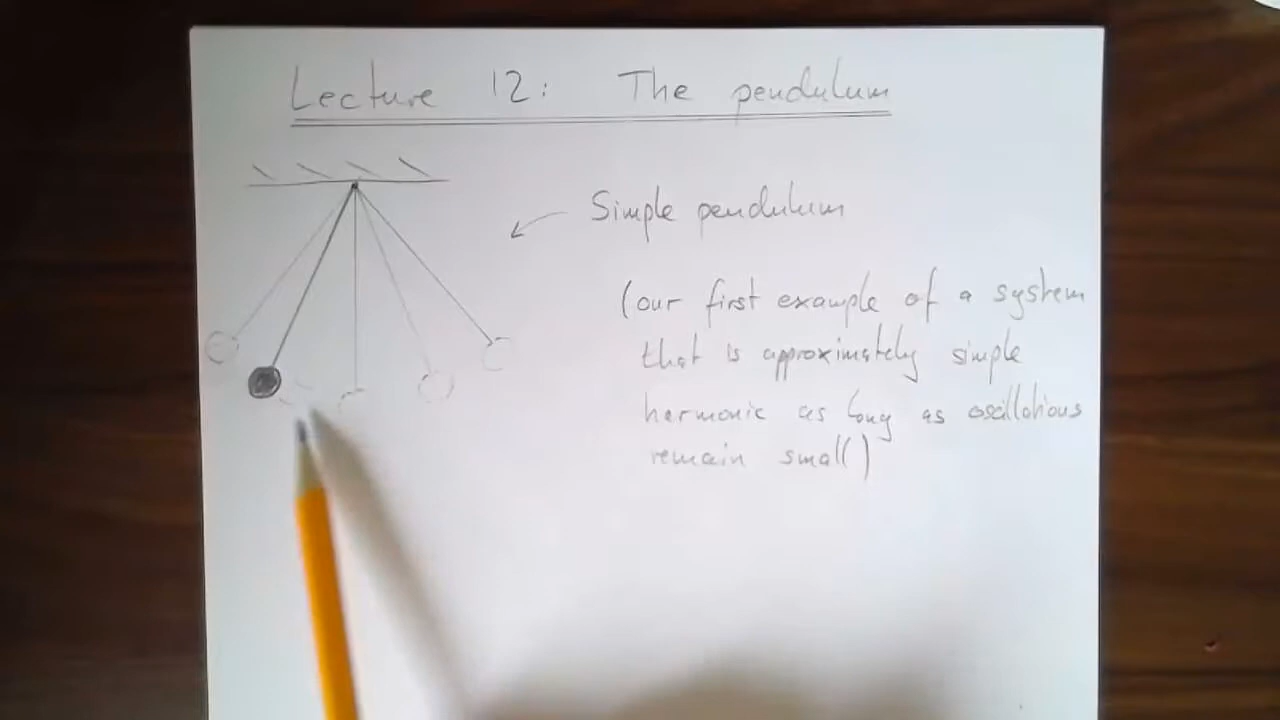 Lecture 12: The pendulum
Simple pendulum
(our first example of a system
that is approximately simple
harmonic as long as oscillations
remain small)